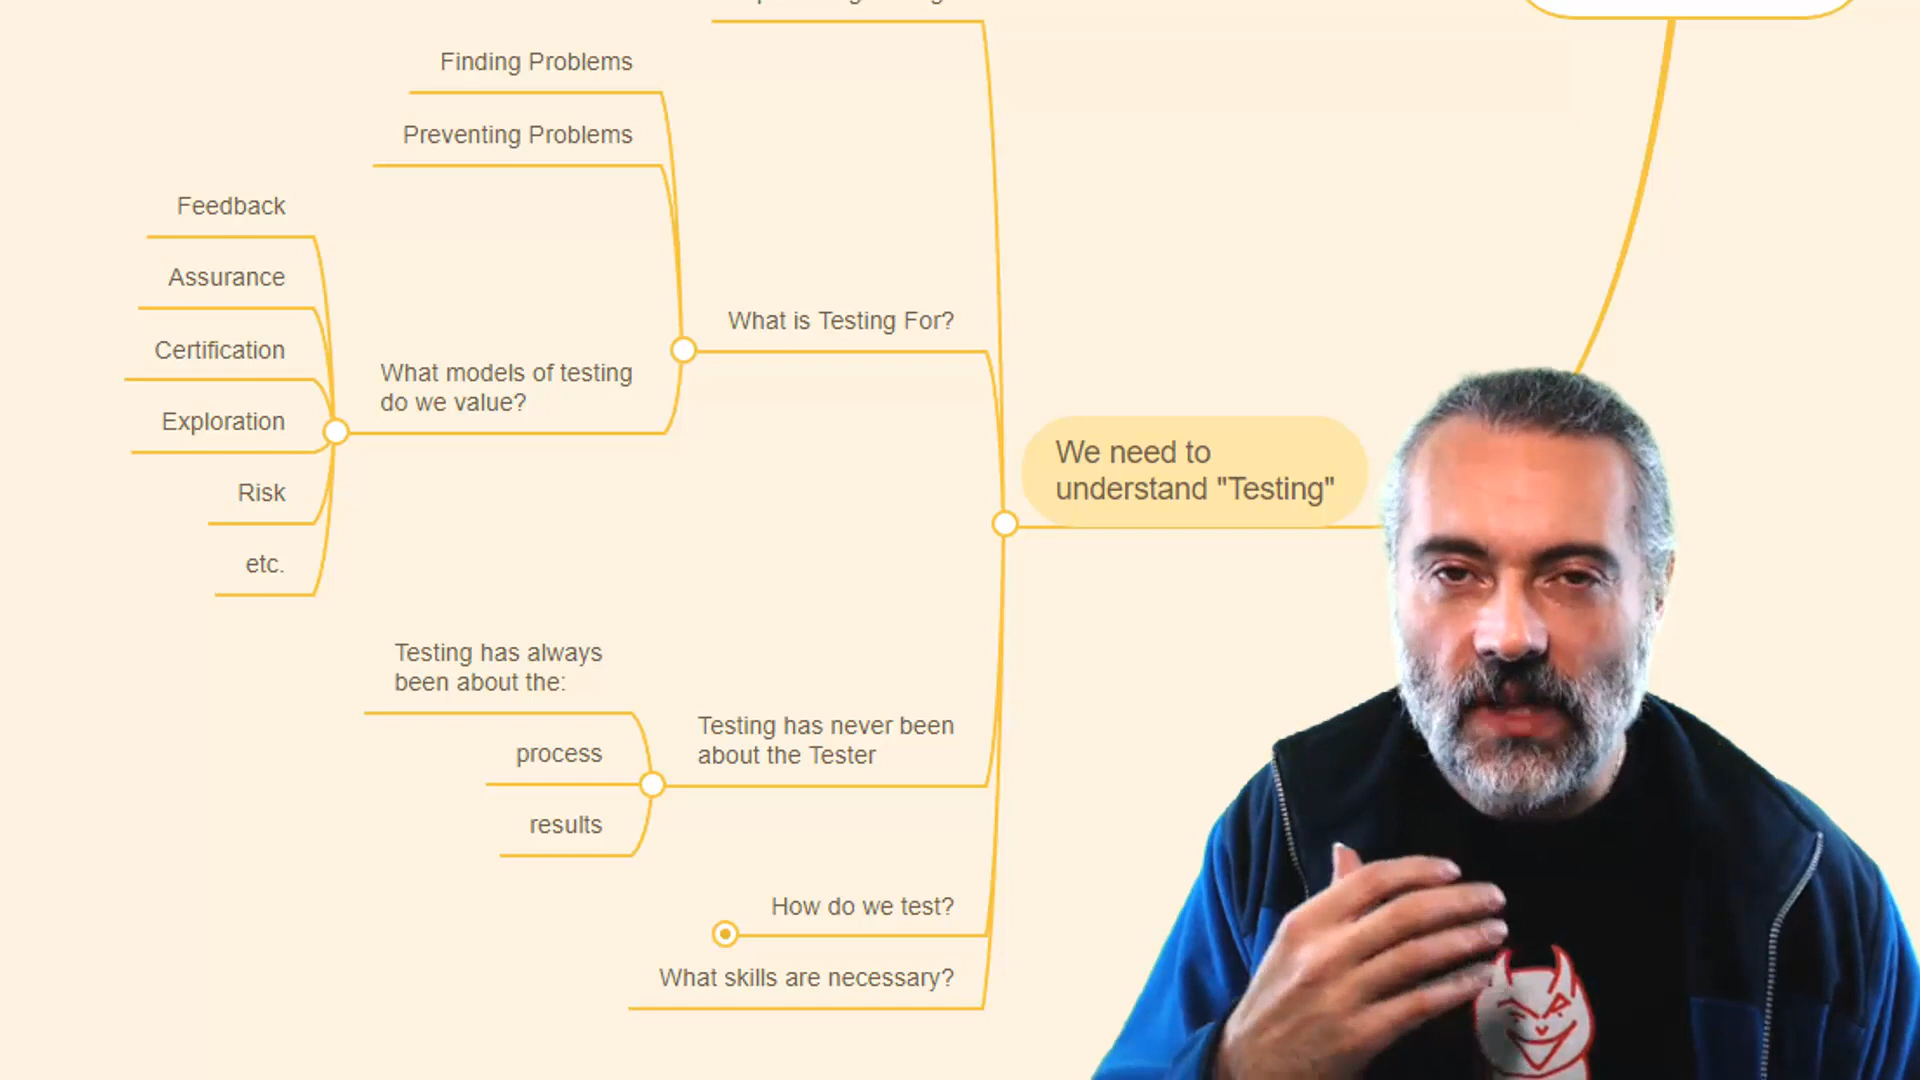 Finding Problems
Preventing Problems
Feedback
Assurance
Certification
Exploration
Risk
etc.
What models of testing
do we value?
What is Testing For?
We need to
understand "Testing"
Testing has always
been about the:
process
results
Testing has never been
about the Tester
How do we test?
What skills are necessary?